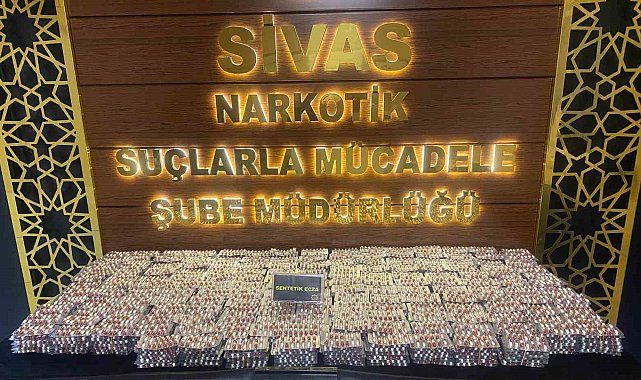 SİVAS
NARKOTİK
SUÇLARLA MÜCADELE
ŞUBE MÜDÜRLÜĞÜ
SENTETİK ECZA